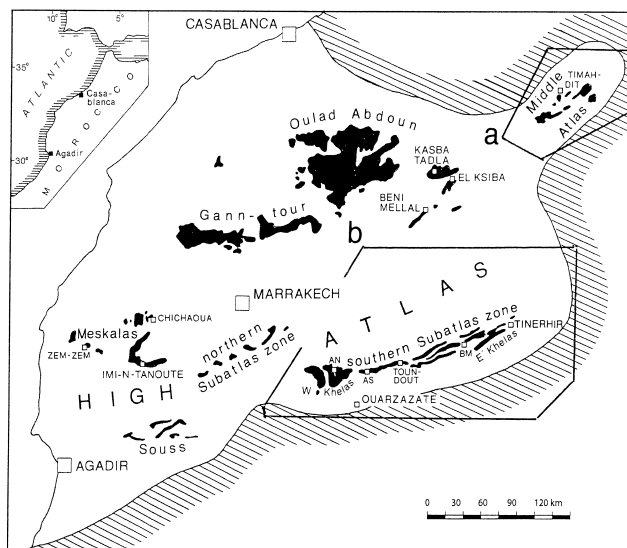 CASABLANCA
10°
5°
35°
30°
ATLANTIC
MOROCCO
Casa-
blanca
Agadir
Middle
Atlas
TIMAH-
DIT
a
Oulad Abdoun
KASBA
TADLA
EL KSIBA
BENI
MELLAL
Gann-tour
b
MARRAKECH
HIGH ATLAS
CHICHAOUA
Meskalas
ZEM-ZEM
IMI-N-TANOUTE
northern
Subatlas zone
southern Subatlas zone
TINERHIR
AN
AS
TOUN-
DOUT
BM
E' Khelas
W Khelas
OUARZAZATE
Souss
AGADIR
0 30 60 90 120 km